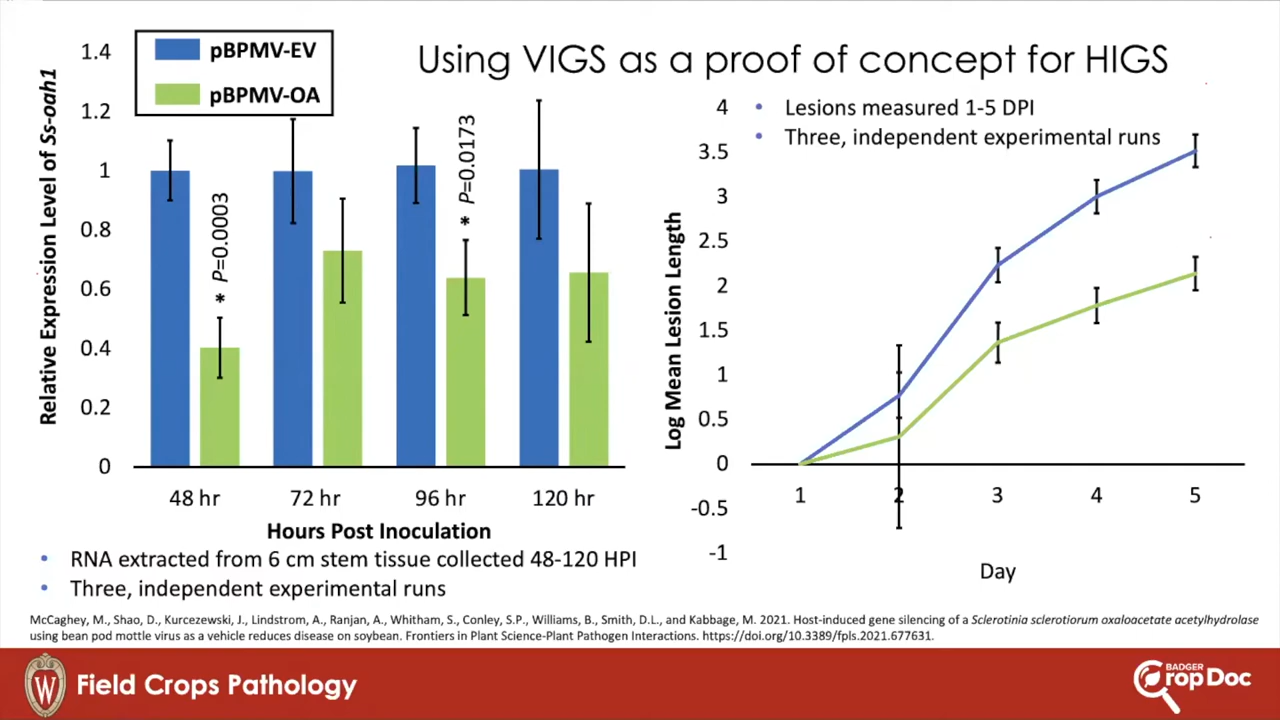 Using VIGS as a proof of concept for HIGS
pBPMV-EV
pBPMV-OA
Relative Expression Level of Ss-oah1
1.4
1.2
1
0.8
0.6
0.4
0.2
0
* P=0.0003
* P=0.0173
48 hr
72 hr
96 hr
120 hr
Hours Post Inoculation
• RNA extracted from 6 cm stem tissue collected 48-120 HPI
• Three, independent experimental runs
• Lesions measured 1-5 DPI
• Three, independent experimental runs
Log Mean Lesion Length
4
3.5
3
2.5
2
1.5
1
0.5
0
-0.5
-1
1
2
3
4
5
Day
McCaghey, M., Shao, D., Kurcezewski, J., Lindstrom, A., Ranjan, A., Whitham, S., Conley, S.P., Williams, B., Smith, D.L., and Kabbage, M. 2021. Host-induced gene silencing of a Sclerotinia sclerotiorum oxaloacetate acetylhydrolase
using bean pod mottle virus as a vehicle reduces disease on soybean. Frontiers in Plant Science-Plant Pathogen Interactions. https://doi.org/10.3389/fpls.2021.677631.
W
Field Crops Pathology
BADGER
CropDoc